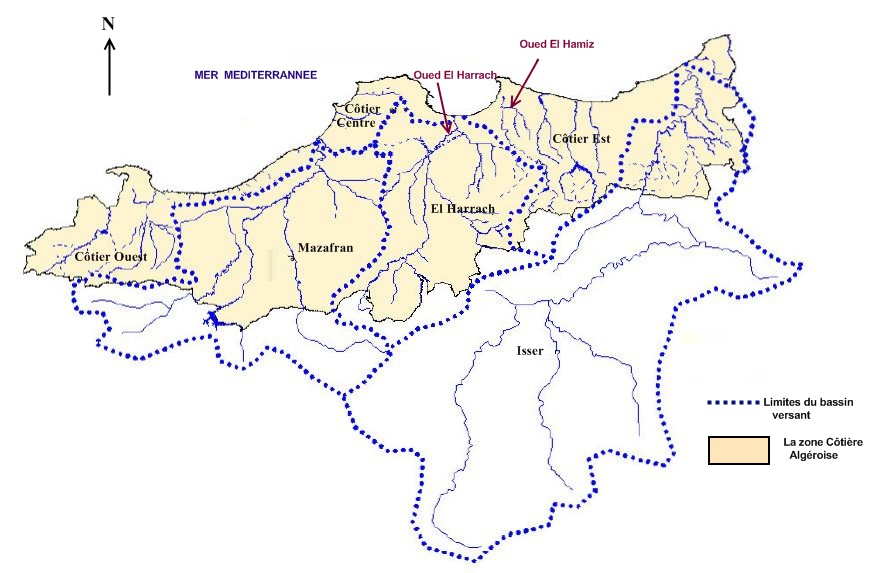 N
Oued El Hamiz
MER MEDITERRANNEE
Oued El Harrach
Côtier
Centre
Côtier Est
El Harrach
Mazafran
Côtier Ouest
Isser
Limites du bassin
versant
La zone Côtière
Algéroise